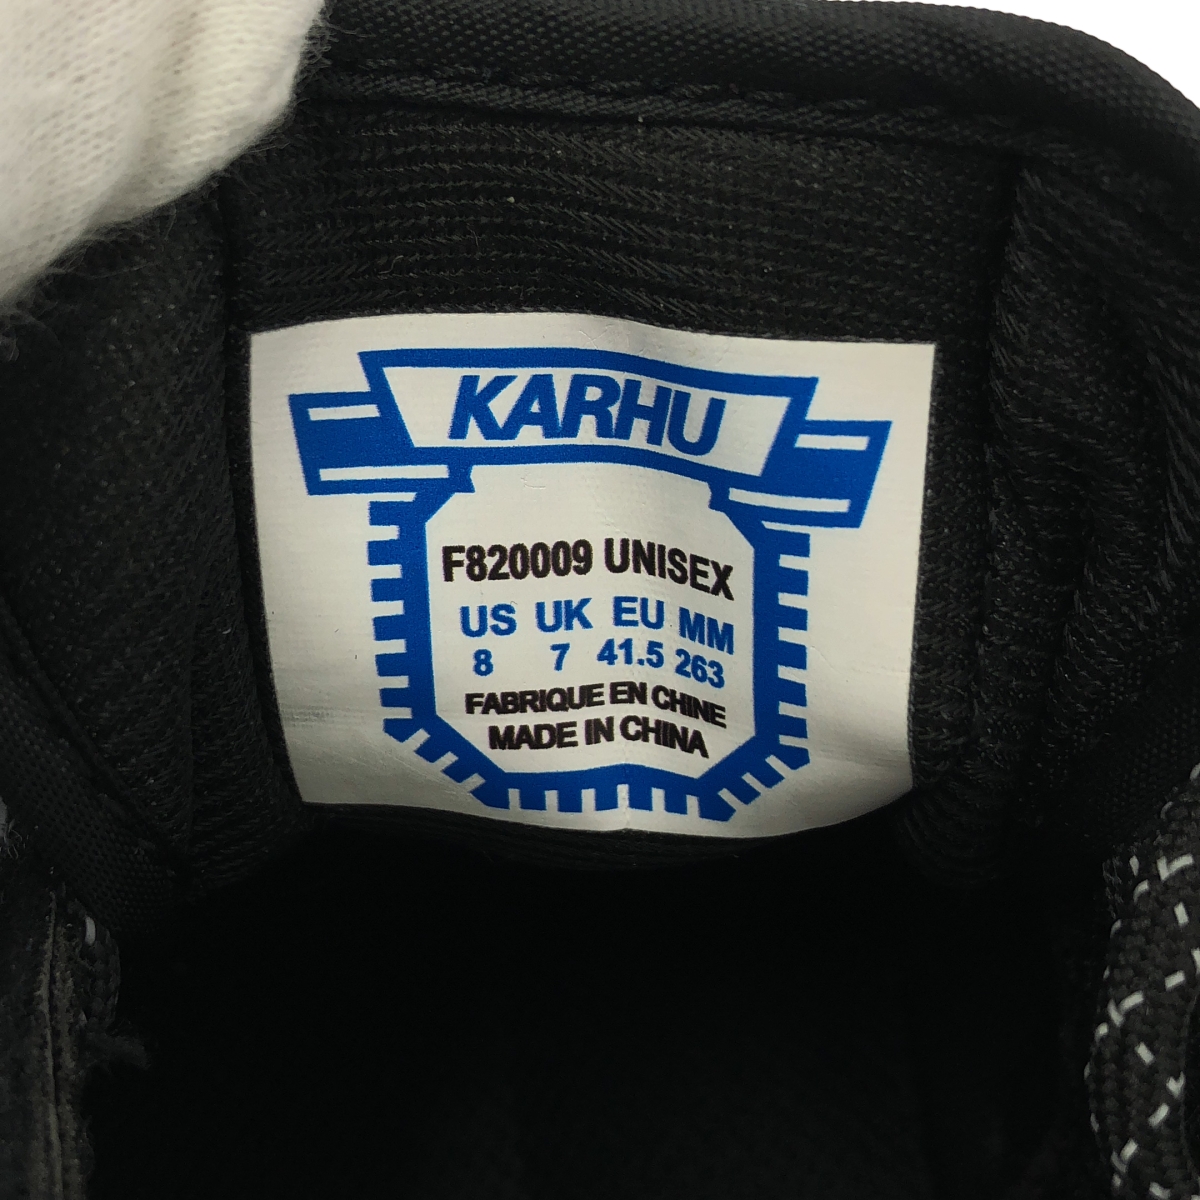 KARHU
F820009 UNISEX
US UK EU MM
8 7 41.5 263
FABRIQUE EN CHINE
MADE IN CHINA